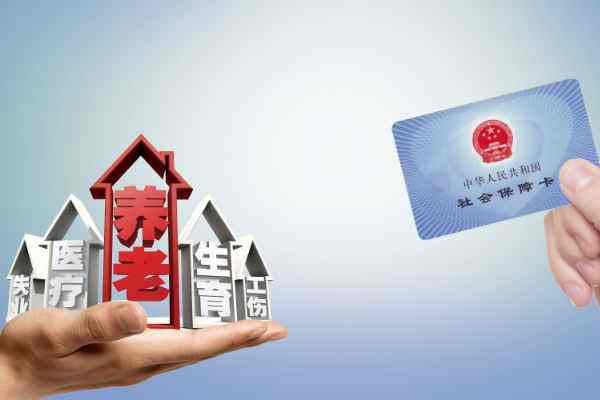 失业
医疗
养老
生育
工伤
中华人民共和国
社会保障卡